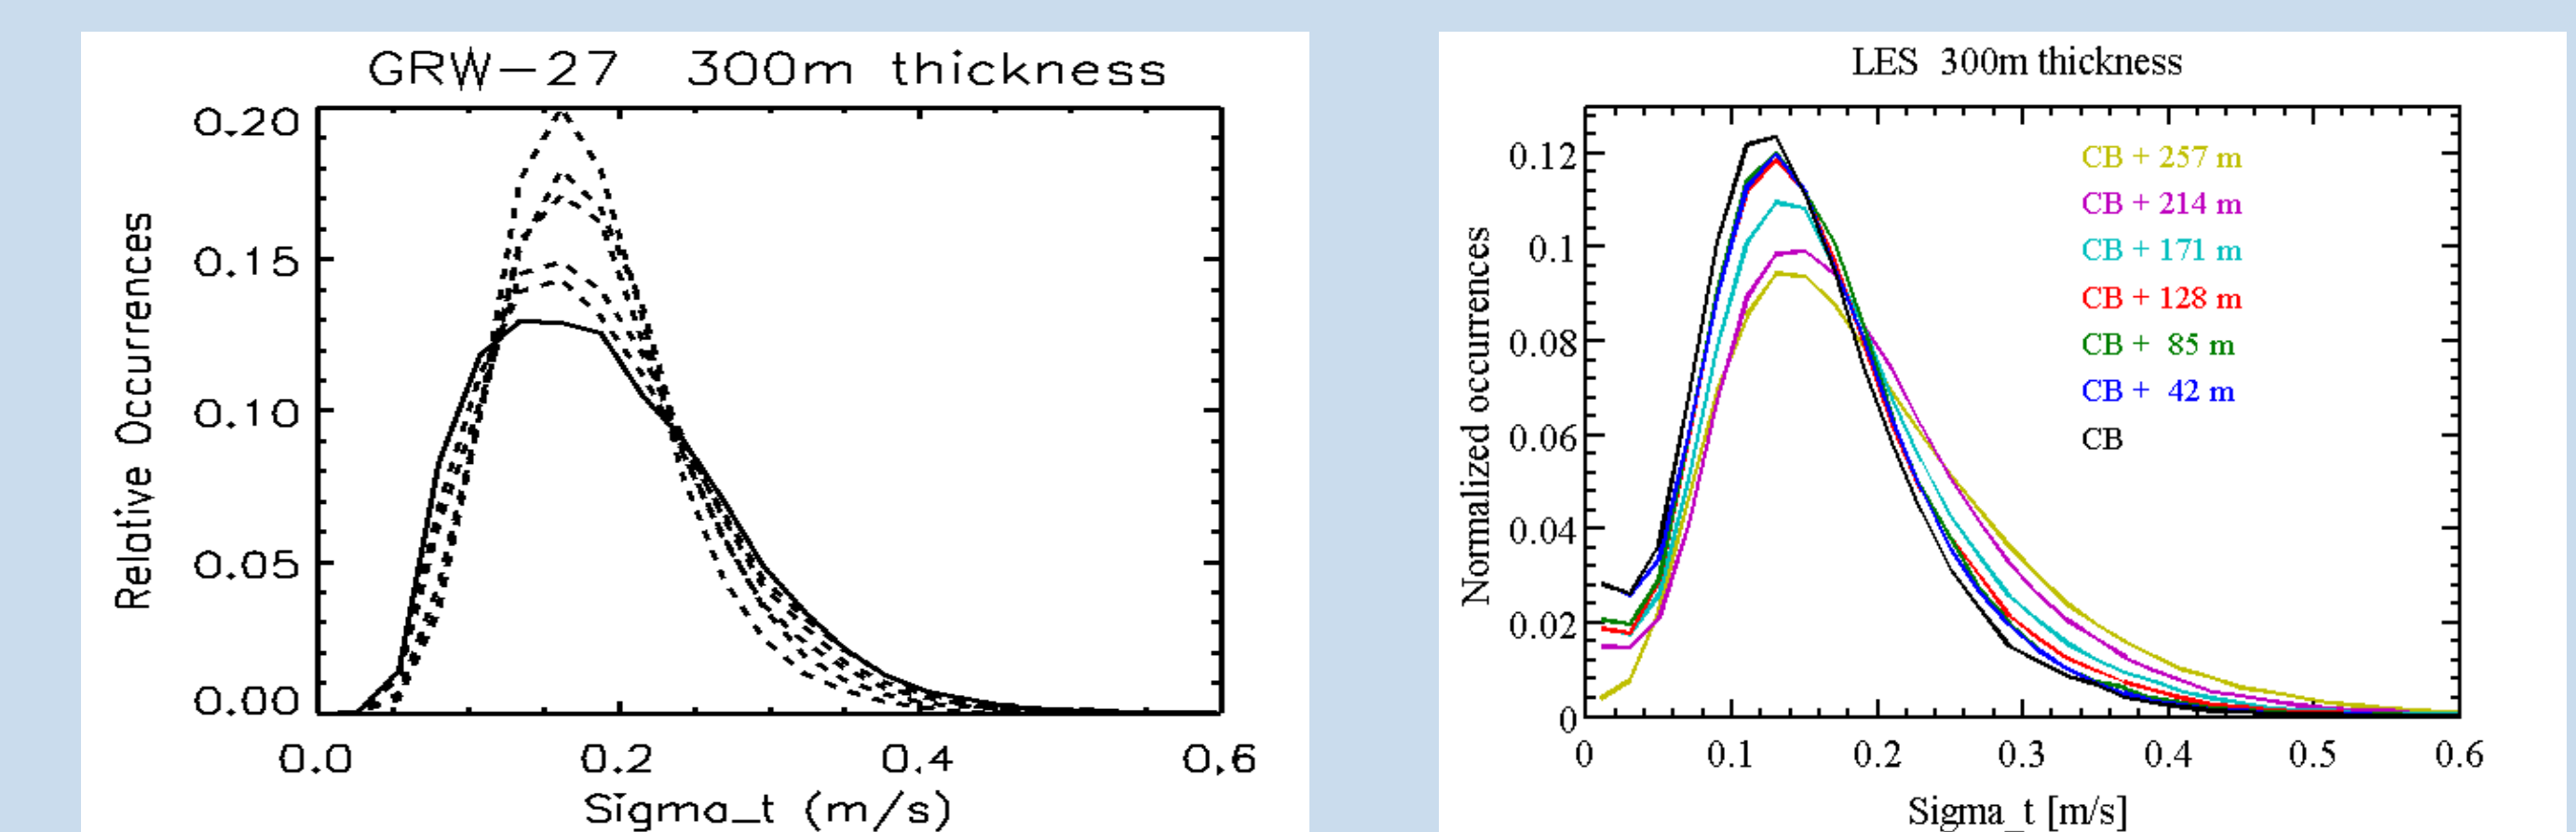 GRW-27 300m thickness
0.20
0.15
0.10
0.05
0.00
Relative Occurrences
0.0 0.2 0.4 0.6
Sigma_t (m/s)
LES 300m thickness
0.12
0.1
0.08
0.06
0.04
0.02
0
Normalized occurrences
CB + 257 m
CB + 214 m
CB + 171 m
CB + 128 m
CB + 85 m
CB + 42 m
CB
0 0.1 0.2 0.3 0.4 0.5 0.6
Sigma_t [m/s]